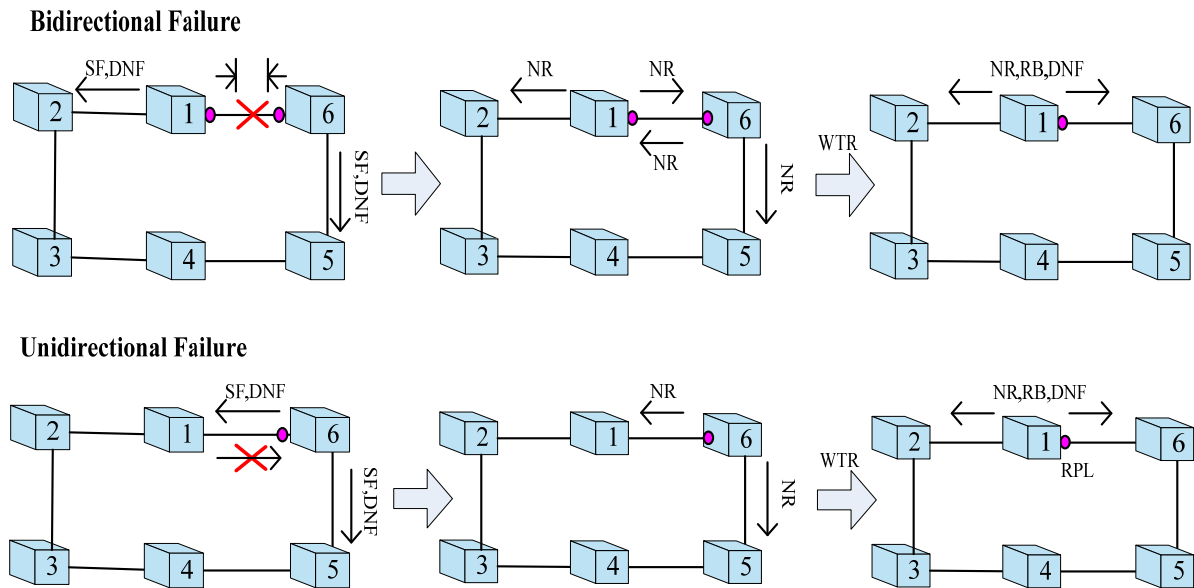 Bidirectional Failure
SF,DNF
2
1
6
SF,DNF
3
4
5
NR
NR
2
1
6
NR
NR
3
4
5
WTR
NR,RB,DNF
2
1
6
3
4
5
Unidirectional Failure
SF,DNF
2
1
6
SF,DNF
3
4
5
NR
2
1
6
NR
3
4
5
WTR
NR,RB,DNF
2
1
6
RPL
3
4
5